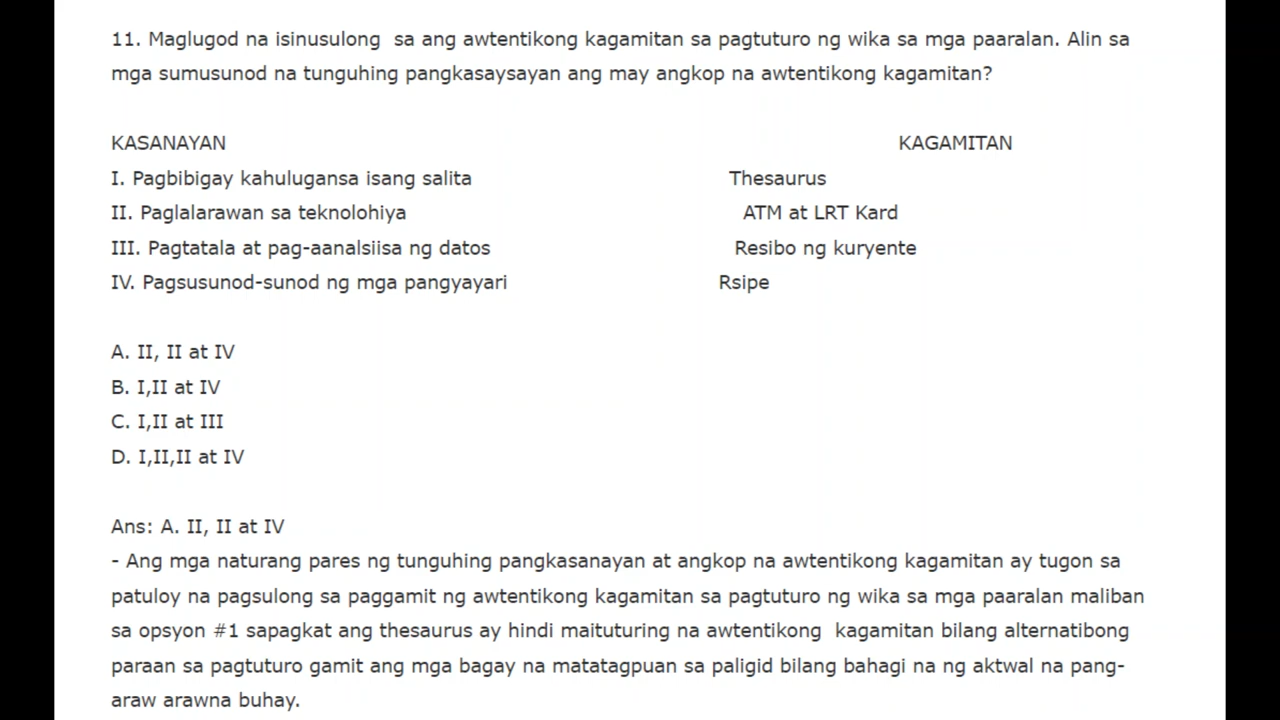 11. Maglugod na isinusulong  sa ang awtentikong kagamitan sa pagtuturo ng wika sa mga paaralan. Alin sa
mga sumusunod na tunguhing pangkasaysayan ang may angkop na awtentikong kagamitan?
KASANAYAN KAGAMITAN
I. Pagbibigay kahulugansa isang salita Thesaurus
II. Paglalarawan sa teknolohiya ATM at LRT Kard
III. Pagtatala at pag-aanalsiisa ng datos Resibo ng kuryente
IV. Pagsusunod-sunod ng mga pangyayari Rsipe
A. II, II at IV
B. I,II at IV
C. I,II at III
D. I,II,II at IV
Ans: A. II, II at IV
- Ang mga naturang pares ng tunguhing pangkasanayan at angkop na awtentikong kagamitan ay tugon sa
patuloy na pagsulong sa paggamit ng awtentikong kagamitan sa pagtuturo ng wika sa mga paaralan maliban
sa opsyon #1 sapagkat ang thesaurus ay hindi maituturing na awtentikong  kagamitan bilang alternatibong
paraan sa pagtuturo gamit ang mga bagay na matatagpuan sa paligid bilang bahagi na ng aktwal na pang-
araw arawna buhay.